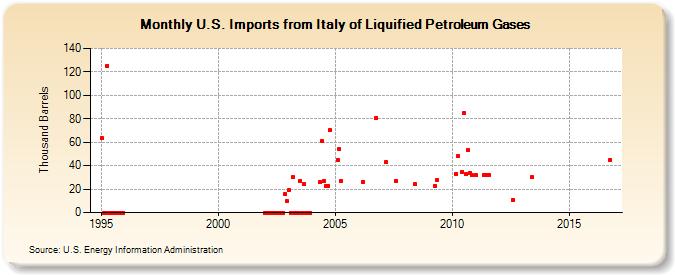 Monthly U.S. Imports from Italy of Liquified Petroleum Gases
Thousand Barrels
140
120
100
80
60
40
20
0
1995 2000 2005 2010 2015
Source: U.S. Energy Information Administration